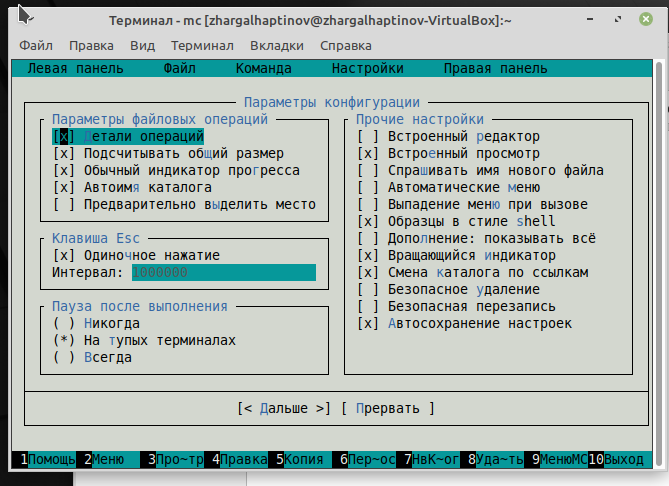 Терминал - mc [zhargalhaptinov@zhargalhaptinov-VirtualBox]:~
Файл Правка Вид Терминал Вкладки Справка
Левая панель Файл Команда Настройки Правая панель
Параметры конфигурации
Параметры файловых операций
[x] Детали операций
[x] Подсчитывать общий размер
[x] Обычный индикатор прогресса
[x] Автоимя каталога
[ ] Предварительно выделить место
Клавиша Esc
[x] Одиночное нажатие
Интервал: 1000000
Пауза после выполнения
( ) Никогда
(*) На тупых терминалах
( ) Всегда
Прочие настройки
[ ] Встроенный редактор
[x] Встроенный просмотр
[ ] Спрашивать имя нового файла
[ ] Автоматические меню
[ ] Выпадение меню при вызове
[x] Образцы в стиле shell
[ ] Дополнение: показывать всё
[x] Вращающийся индикатор
[x] Смена каталога по ссылкам
[ ] Безопасное удаление
[ ] Безопасная перезапись
[x] Автосохранение настроек
[< Дальше >] [ Прервать ]
1Помощь 2Меню 3Про~тр 4Правка 5Копия 6Пер~ос 7НвК~ог 8Уда~ть 9МенюMC 10Выход